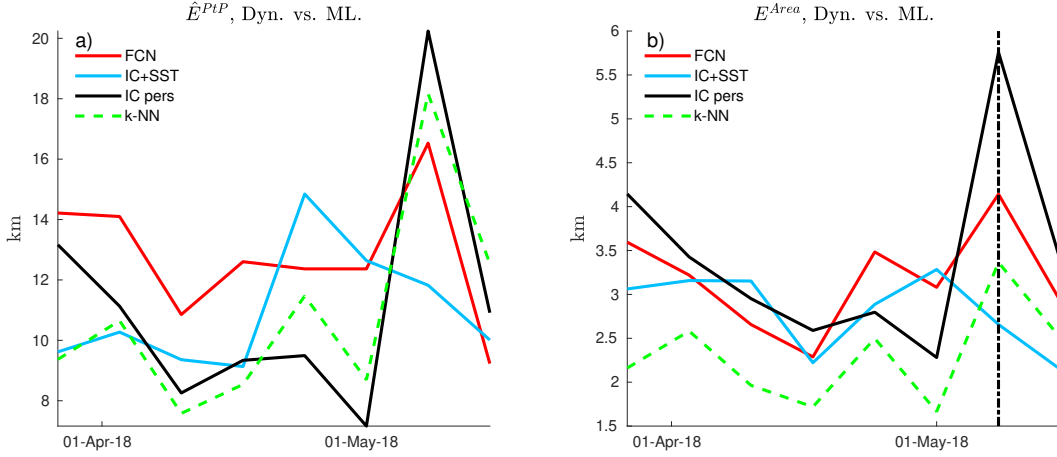 Ê^{PtP}, Dyn. vs. ML.
a)
FCN
IC+SST
IC pers
k-NN
km
20
18
16
14
12
10
8
01-Apr-18
01-May-18
E^{Area}, Dyn. vs. ML.
b)
FCN
IC+SST
IC pers
k-NN
km
6
5.5
5
4.5
4
3.5
3
2.5
2
1.5
01-Apr-18
01-May-18